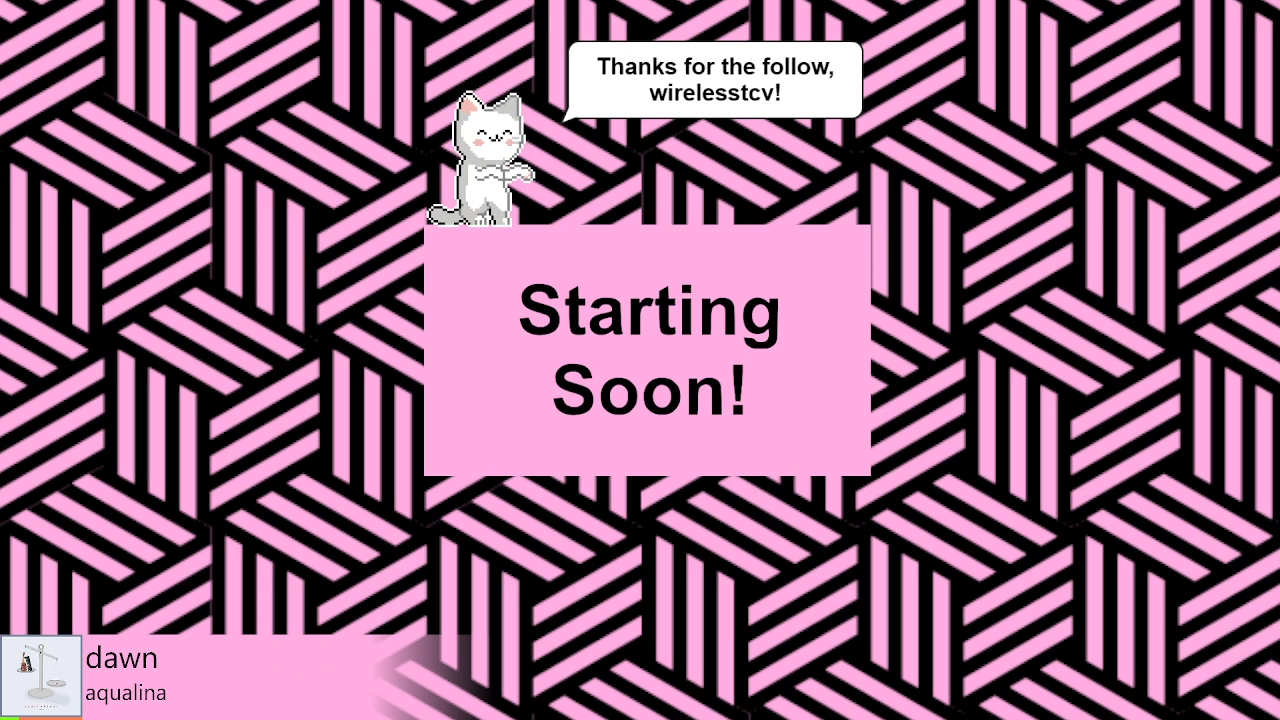 Thanks for the follow,
wirelesstcv!
Starting
Soon!
dawn
aqualina